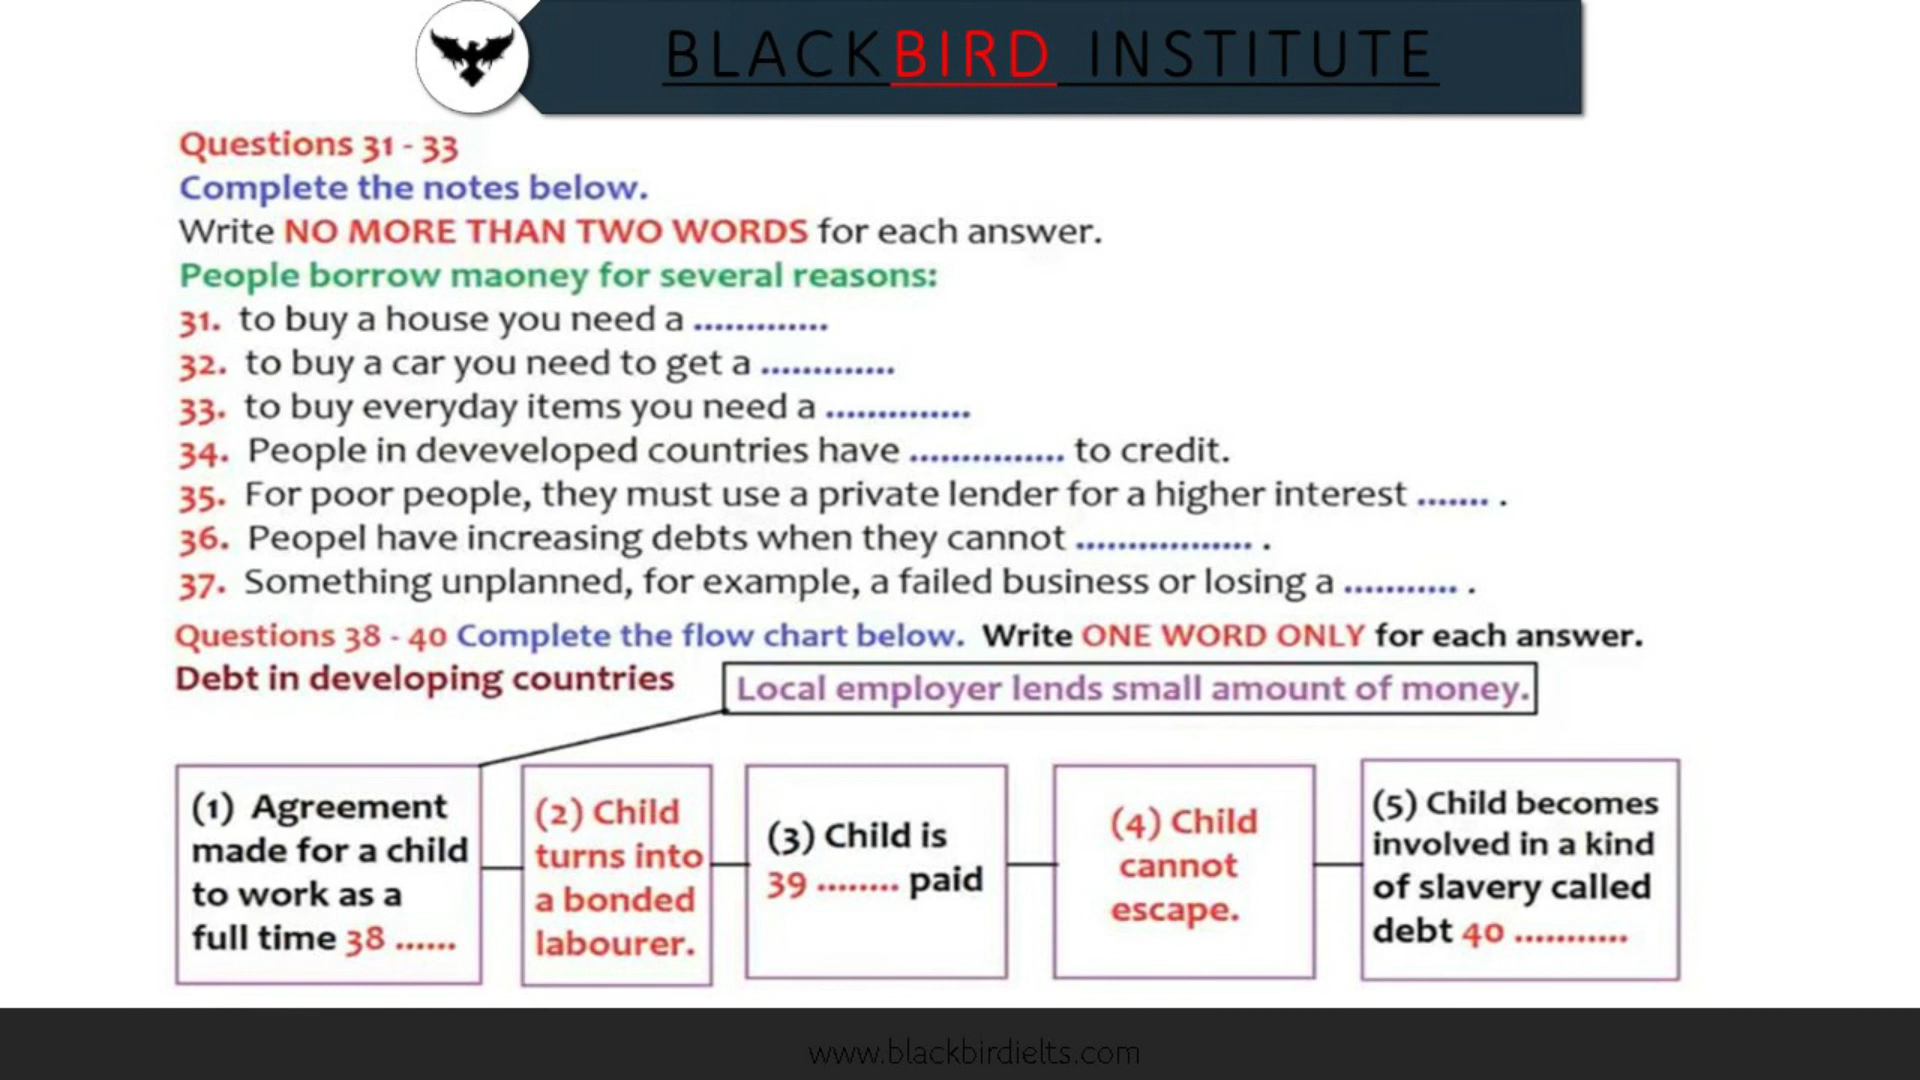 BLACKBIRD INSTITUTE
Questions 31 - 33
Complete the notes below.
Write NO MORE THAN TWO WORDS for each answer.
People borrow maoney for several reasons:
31. to buy a house you need a .............
32. to buy a car you need to get a .............
33. to buy everyday items you need a ..............
34. People in deveveloped countries have ............... to credit.
35. For poor people, they must use a private lender for a higher interest ....... .
36. Peopel have increasing debts when they cannot ................. .
37. Something unplanned, for example, a failed business or losing a ........... .
Questions 38 - 40 Complete the flow chart below. Write ONE WORD ONLY for each answer.
Debt in developing countries
Local employer lends small amount of money.
(1) Agreement
made for a child
to work as a
full time 38 ......
(2) Child
turns into
a bonded
labourer.
(3) Child is
39 ........ paid
(4) Child
cannot
escape.
(5) Child becomes
involved in a kind
of slavery called
debt 40 ...........
www.blackbirdielts.com